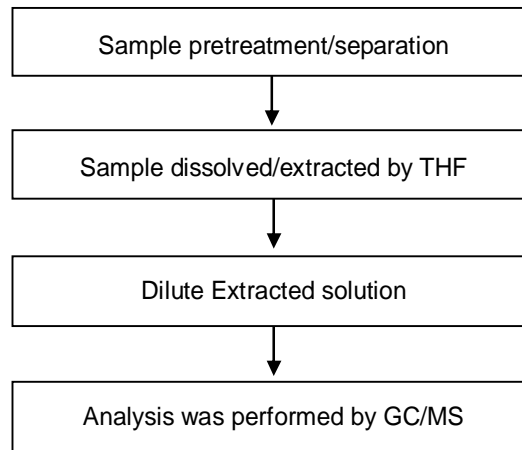 Sample pretreatment/separation
Sample dissolved/extracted by THF
Dilute Extracted solution
Analysis was performed by GC/MS